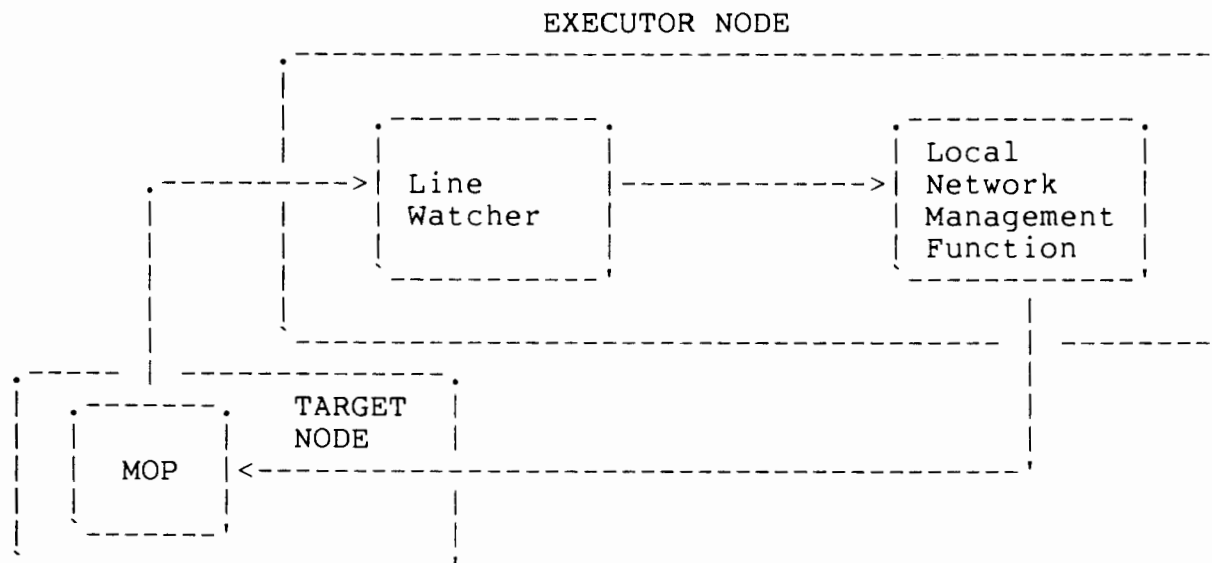 EXECUTOR NODE
Line
Watcher
Local
Network
Management
Function
TARGET
NODE
MOP